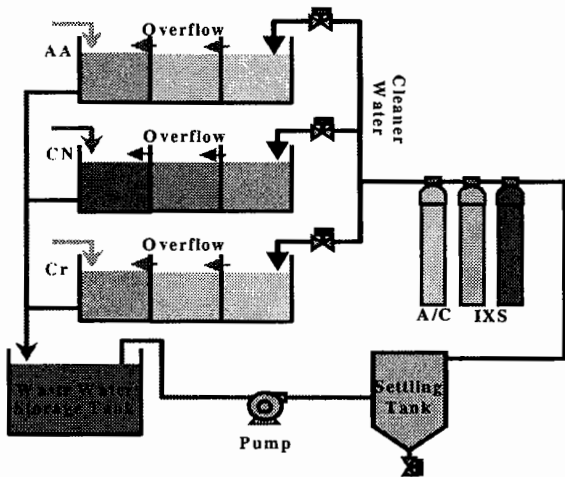 Overflow
AA
Cleaner
Water
Overflow
CN
Overflow
Cr
A/C
IXS
Waste Water
Storage Tank
Settling
Tank
Pump